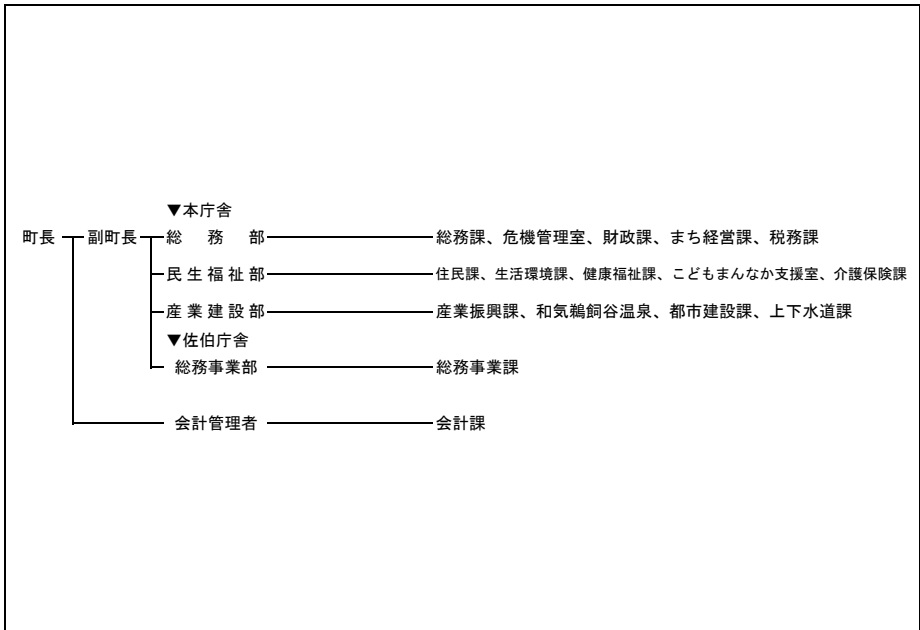 ▼本庁舎
町長 副町長 総務部 総務課、危機管理室、財政課、まち経営課、税務課
民生福祉部 住民課、生活環境課、健康福祉課、こどもまんなか支援室、介護保険課
産業建設部 産業振興課、和気鵜飼谷温泉、都市建設課、上下水道課
▼佐伯庁舎
総務事業部 総務事業課
会計管理者 会計課